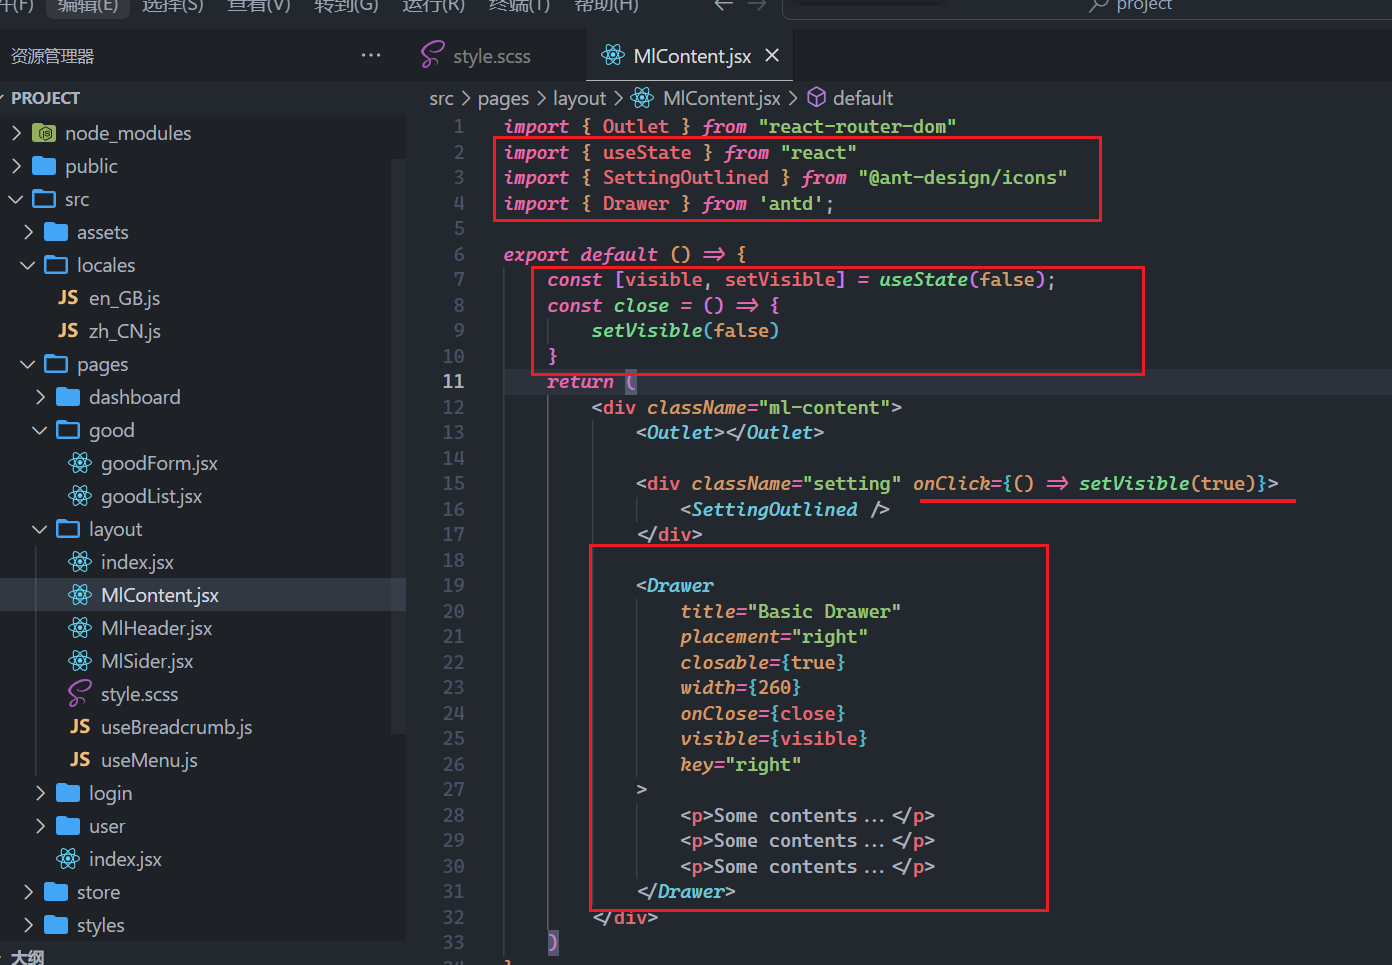 编辑(E) 选择(S) 查看(V) 转到(G) 运行(R) 终端(T) 帮助(H)
project
资源管理器 ···
style.scss
MlContent.jsx
PROJECT
src > pages > layout > MlContent.jsx > default
node_modules
public
src
assets
locales
en_GB.js
zh_CN.js
pages
dashboard
good
goodForm.jsx
goodList.jsx
layout
index.jsx
MlContent.jsx
MlHeader.jsx
MlSider.jsx
style.scss
useBreadcrumb.js
useMenu.js
login
user
index.jsx
store
styles
大纲
1 import { Outlet } from "react-router-dom"
2 import { useState } from "react"
3 import { SettingOutlined } from "@ant-design/icons"
4 import { Drawer } from 'antd';
5
6 export default () => {
7 const [visible, setVisible] = useState(false);
8 const close = () => {
9 setVisible(false)
10 }
11 return (
12 <div className="ml-content">
13 <Outlet></Outlet>
14
15 <div className="setting" onClick={() => setVisible(true)}>
16 <SettingOutlined />
17 </div>
18
19 <Drawer
20 title="Basic Drawer"
21 placement="right"
22 closable={true}
23 width={260}
24 onClose={close}
25 visible={visible}
26 key="right"
27 >
28 <p>Some contents...</p>
29 <p>Some contents...</p>
30 <p>Some contents...</p>
31 </Drawer>
32 </div>
33 )